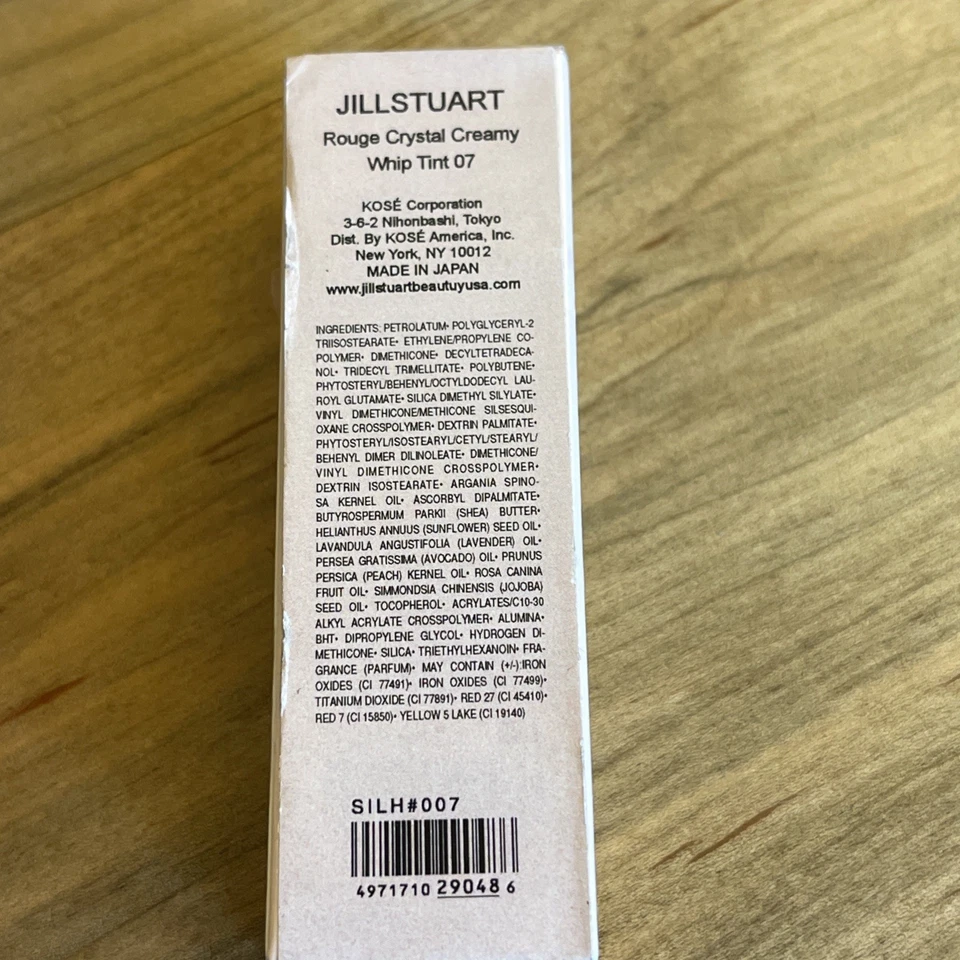 JILLSTUART
Rouge Crystal Creamy
Whip Tint 07
KOSÉ Corporation
3-6-2 Nihonbashi, Tokyo
Dist. By KOSÉ America, Inc.
New York, NY 10012
MADE IN JAPAN
www.jillstuartbeautuyusa.com
INGREDIENTS: PETROLATUM• POLYGLYCERYL-2
TRIISOSTEARATE• ETHYLENE/PROPYLENE CO-
POLYMER• DIMETHICONE• DECYLTETRADECA-
NOL• TRIDECYL TRIMELLITATE• POLYBUTENE•
PHYTOSTERYL/BEHENYL/OCTYLDODECYL LAU-
ROYL GLUTAMATE• SILICA DIMETHYL SILYLATE•
VINYL DIMETHICONE/METHICONE SILSESQUI-
OXANE CROSSPOLYMER• DEXTRIN PALMITATE•
PHYTOSTERYL/ISOSTEARYL/CETYL/STEARYL/
BEHENYL DIMER DILINOLEATE• DIMETHICONE/
VINYL DIMETHICONE CROSSPOLYMER•
DEXTRIN ISOSTEARATE• ARGANIA SPINO-
SA KERNEL OIL• ASCORBYL DIPALMITATE•
BUTYROSPERMUM PARKII (SHEA) BUTTER•
HELIANTHUS ANNUUS (SUNFLOWER) SEED OIL•
LAVANDULA ANGUSTIFOLIA (LAVENDER) OIL•
PERSEA GRATISSIMA (AVOCADO) OIL• PRUNUS
PERSICA (PEACH) KERNEL OIL• ROSA CANINA
FRUIT OIL• SIMMONDSIA CHINENSIS (JOJOBA)
SEED OIL• TOCOPHEROL• ACRYLATES/C10-30
ALKYL ACRYLATE CROSSPOLYMER• ALUMINA•
BHT• DIPROPYLENE GLYCOL• HYDROGEN DI-
METHICONE• SILICA• TRIETHYLHEXANOIN• FRA-
GRANCE (PARFUM)• MAY CONTAIN (+/-):IRON
OXIDES (CI 77491)• IRON OXIDES (CI 77499)•
TITANIUM DIOXIDE (CI 77891)• RED 27 (CI 45410)•
RED 7 (CI 15850)• YELLOW 5 LAKE (CI 19140)
SILH#007
4971710 29048 6